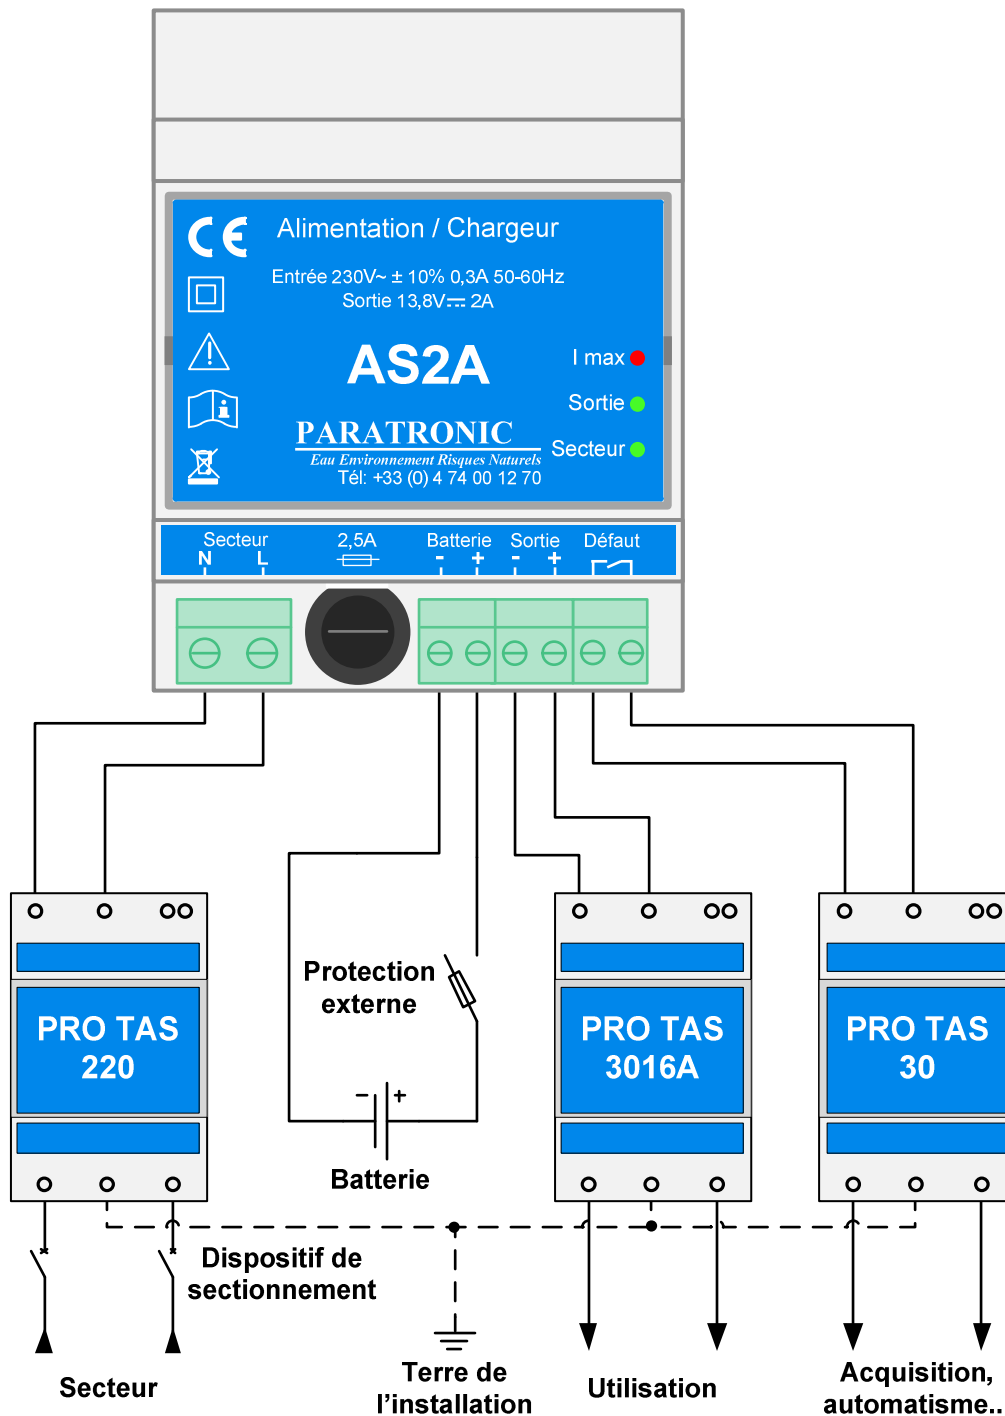 CE
Alimentation / Chargeur
Entrée 230V~ ± 10% 0,3A 50-60Hz
Sortie 13,8V⎓ 2A
AS2A
I max
Sortie
Secteur
PARATRONIC
Eau Environnement Risques Naturels
Tél: +33 (0) 4 74 00 12 70
Secteur 2,5A Batterie Sortie Défaut
N L - + - +
Protection
externe
PRO TAS
220
PRO TAS
3016A
PRO TAS
30
- +
Batterie
Dispositif de
sectionnement
Secteur
Terre de
l'installation
Utilisation
Acquisition,
automatisme..